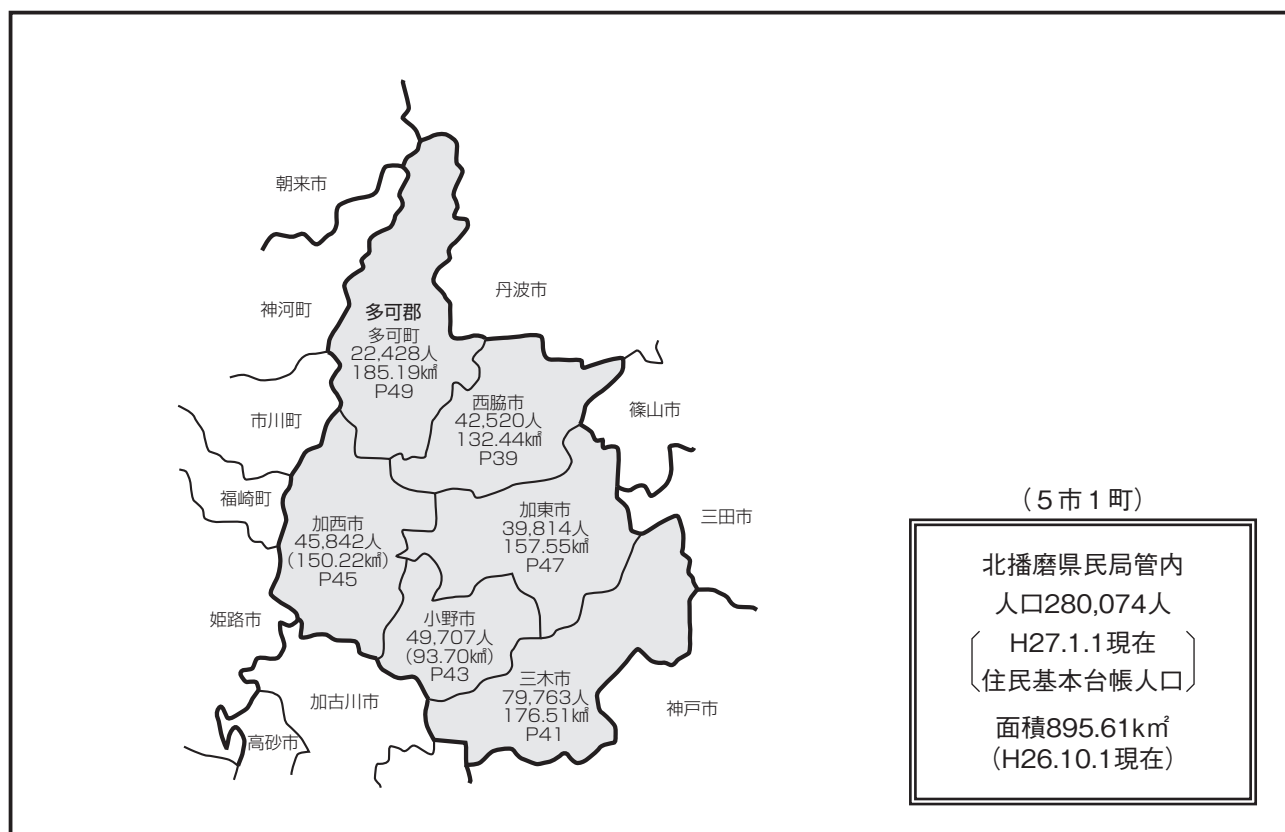 朝来市
丹波市
神河町
多可郡
多可町
22,428人
185.19㎢
P49
西脇市
42,520人
132.44㎢
P39
篠山市
市川町
福崎町
加西市
45,842人
(150.22㎢)
P45
加東市
39,814人
157.55㎢
P47
三田市
姫路市
小野市
49,707人
(93.70㎢)
P43
三木市
79,763人
176.51㎢
P41
加古川市
神戸市
高砂市
(5市1町)
北播磨県民局管内
人口280,074人
H27.1.1現在
住民基本台帳人口
面積895.61k㎡
(H26.10.1現在)